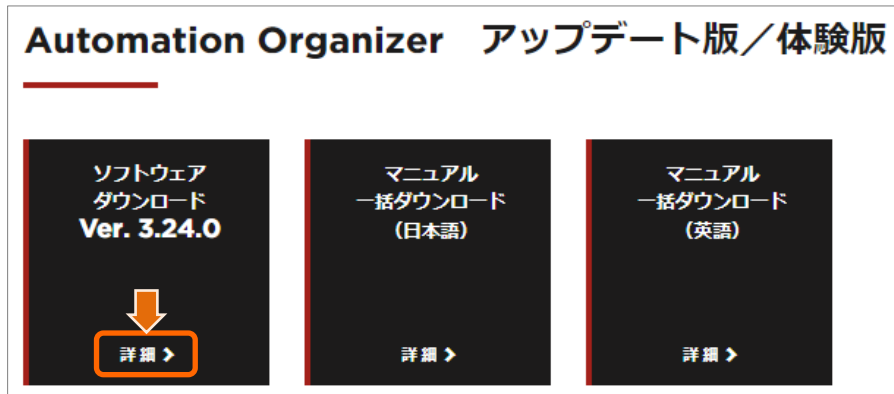 Automation Organizer アップデート版／体験版
ソフトウェア
ダウンロード
Ver. 3.24.0
詳細
マニュアル
一括ダウンロード
（日本語）
詳細
マニュアル
一括ダウンロード
（英語）
詳細